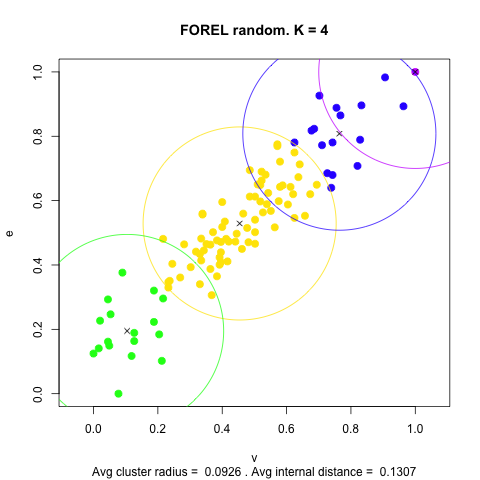 FOREL random. K = 4
1.0
0.8
0.6
0.4
0.2
0.0
e
0.0 0.2 0.4 0.6 0.8 1.0
v
Avg cluster radius =  0.0926 . Avg internal distance =  0.1307